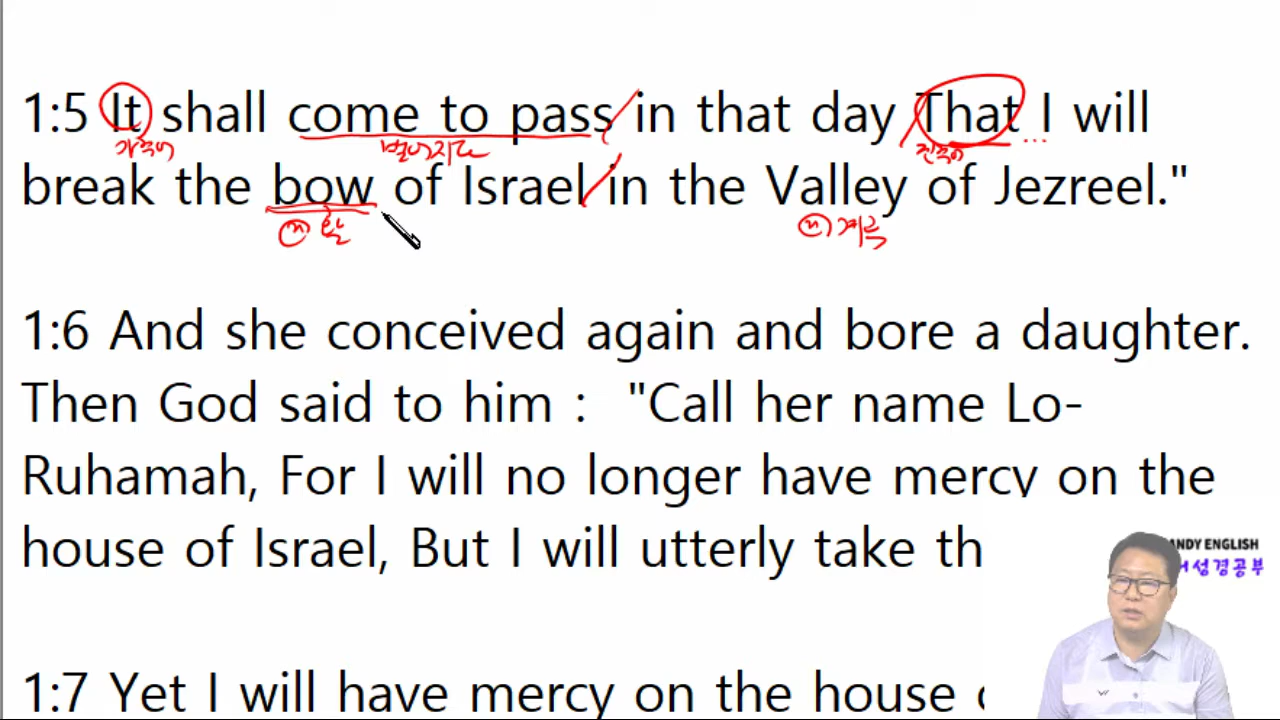 1:5 It shall come to pass in that day That I will
가주어 벌어지다 진주어
break the bow of Israel in the Valley of Jezreel."
n 활 n 계곡
1:6 And she conceived again and bore a daughter.
Then God said to him : "Call her name Lo-
Ruhamah, For I will no longer have mercy on the
house of Israel, But I will utterly take th
ANDY ENGLISH
성경공부
1:7 Yet I will have mercy on the house